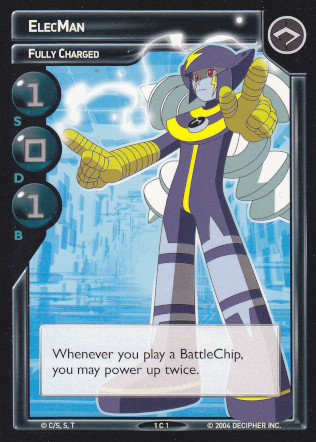 ElecMan
Fully Charged
1
S
0
D
1
B
Whenever you play a BattleChip,
you may power up twice.
© C/S, S, T
1 C 1
© 2004 DECIPHER INC.